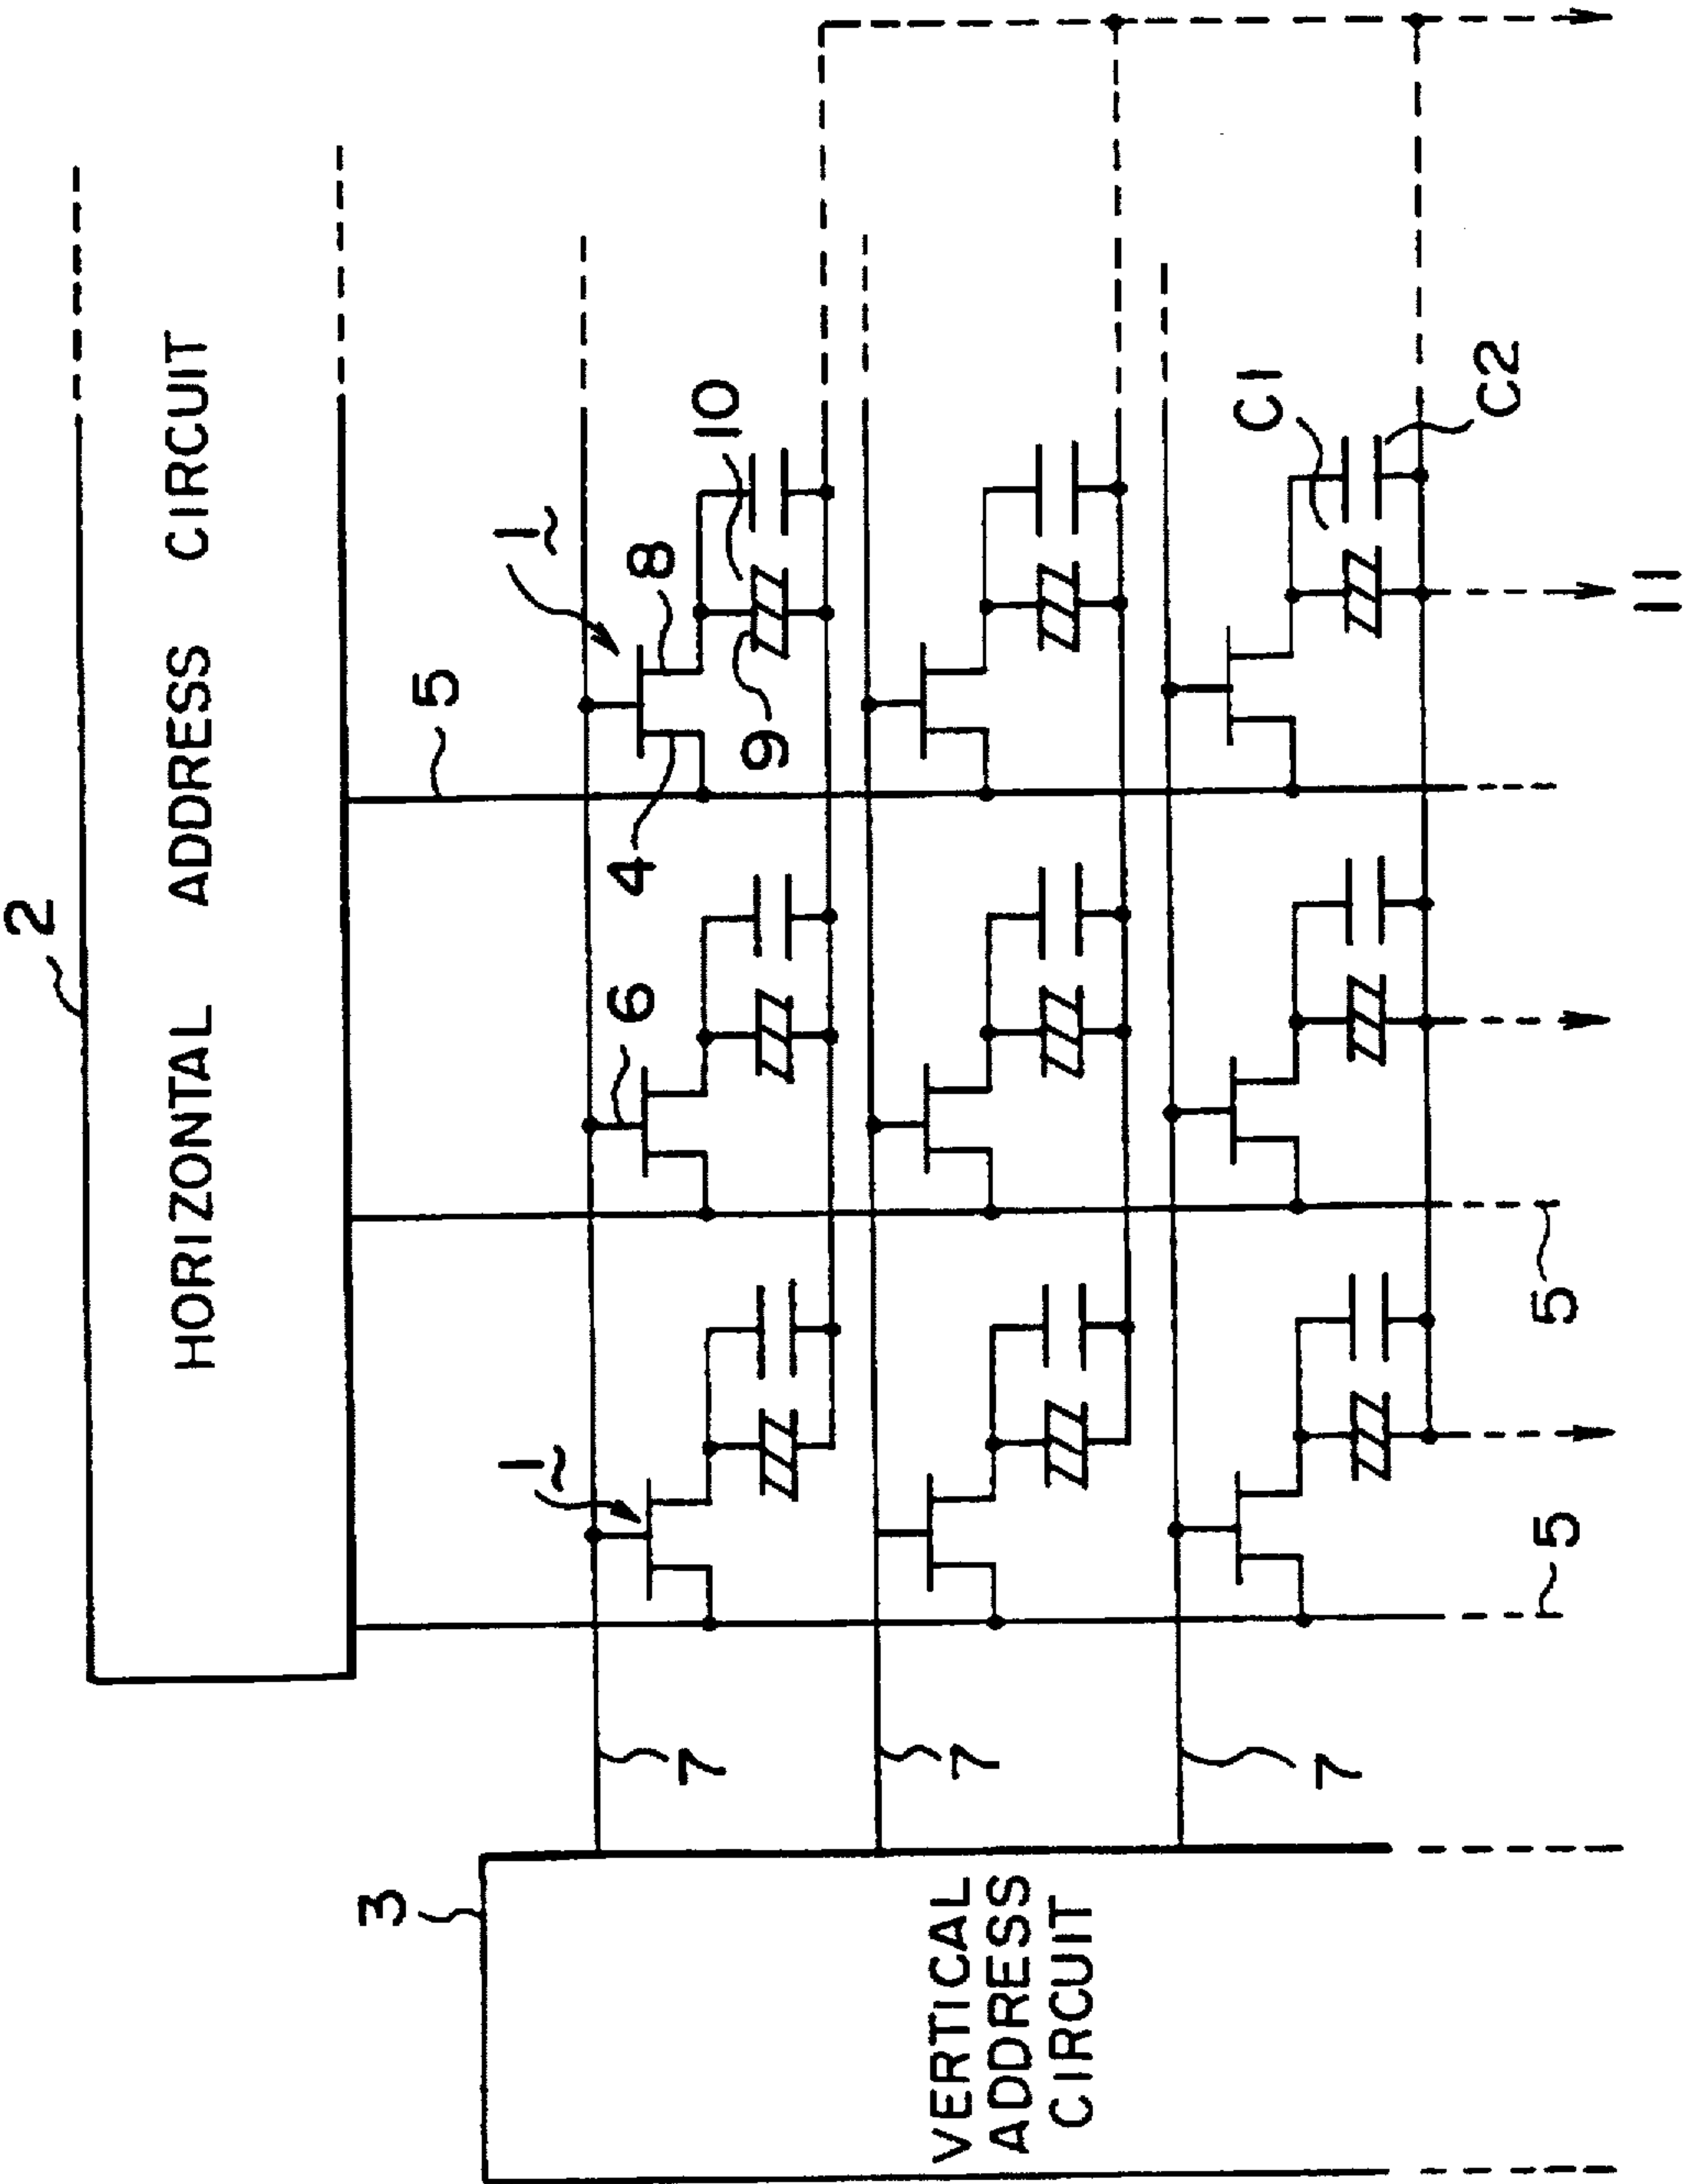 2
HORIZONTAL ADDRESS CIRCUIT
3
5
1
1
6
4
8
7
10
9
VERTICAL
ADDRESS
CIRCUIT
7
7
C1
C2
5
5
11